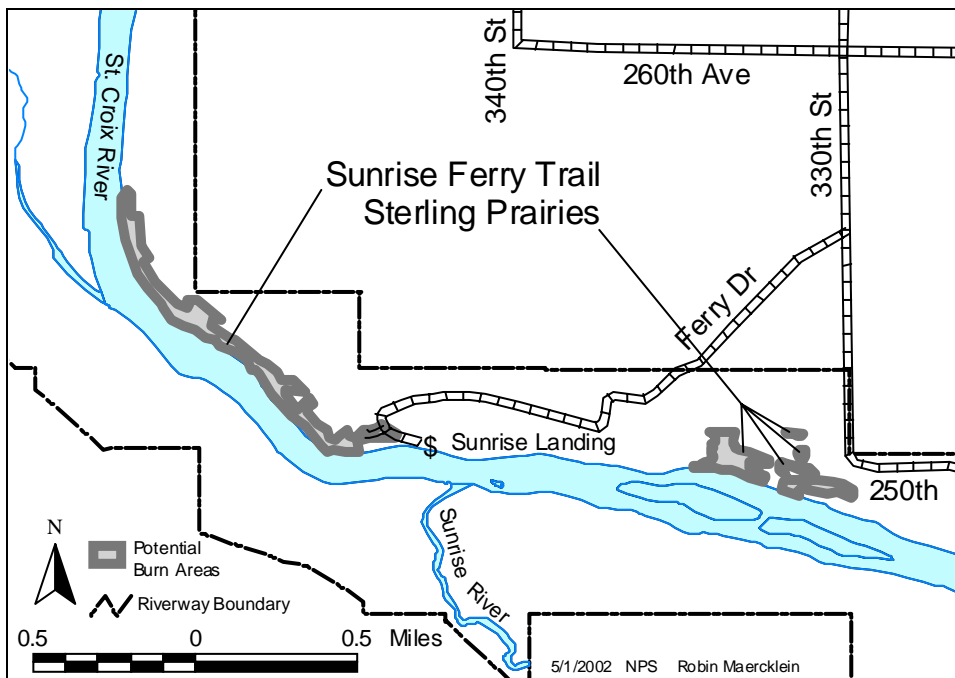 St. Croix River
340th St
260th Ave
330th St
Sunrise Ferry Trail
Sterling Prairies
Ferry Dr
$ Sunrise Landing
250th
Sunrise River
N
Potential
Burn Areas
Riverway Boundary
0.5 0 0.5 Miles
5/1/2002 NPS Robin Maercklein